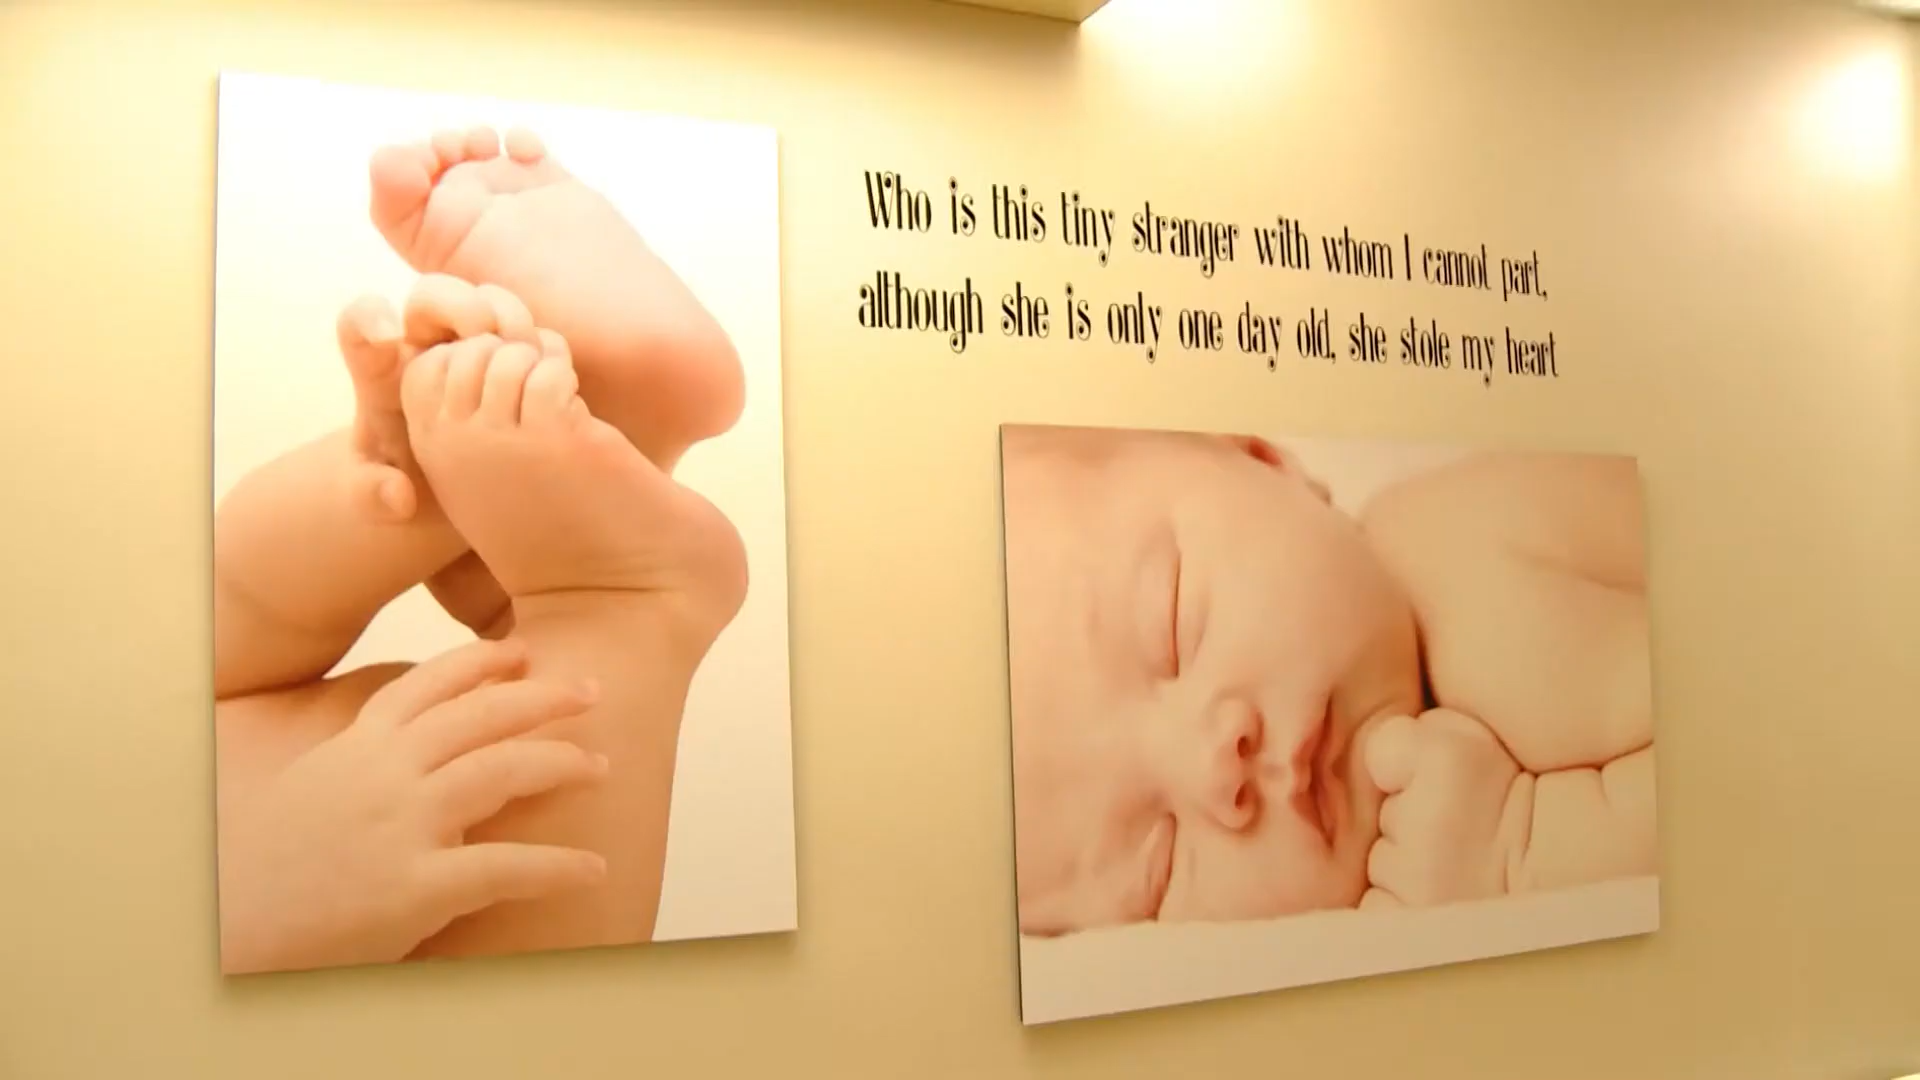 Who is this tiny stranger with whom I cannot part,
although she is only one day old, she stole my heart